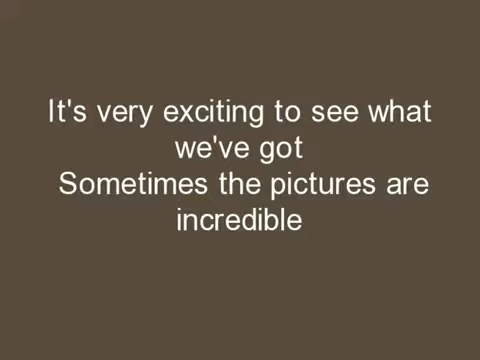 It's very exciting to see what
we've got
Sometimes the pictures are
incredible